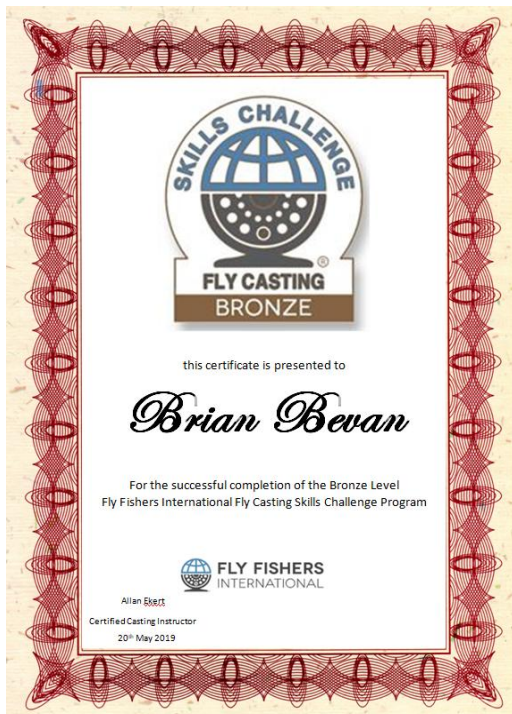 SKILLS CHALLENGE
®
FLY CASTING
BRONZE
this certificate is presented to
Brian Bevan
For the successful completion of the Bronze Level
Fly Fishers International Fly Casting Skills Challenge Program
FLY FISHERS
INTERNATIONAL
Allan Ekert
Certified Casting Instructor
20th May 2019